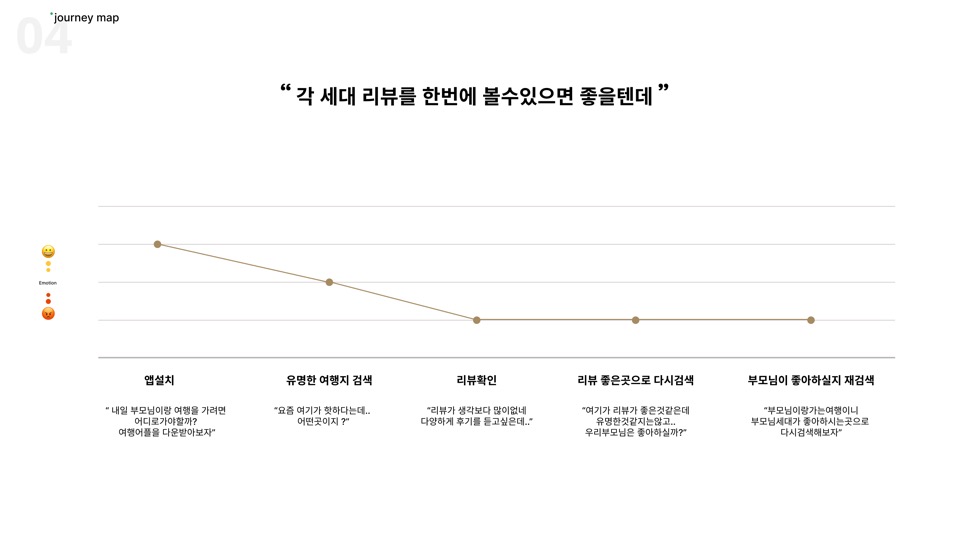 04
*journey map
“ 각 세대 리뷰를 한번에 볼수있으면 좋을텐데 ”
Emotion
앱설치
“ 내일 부모님이랑 여행을 가려면
어디로가야할까?
여행어플을 다운받아보자”
유명한 여행지 검색
“요즘 여기가 핫하다는데..
어떤곳이지 ?”
리뷰확인
“리뷰가 생각보다 많이없네
다양하게 후기를 듣고싶은데..”
리뷰 좋은곳으로 다시검색
“여기가 리뷰가 좋은것같은데
유명한것같지는않고..
우리부모님은 좋아하실까?”
부모님이 좋아하실지 재검색
“부모님이랑가는여행이니
부모님세대가 좋아하시는곳으로
다시검색해보자”